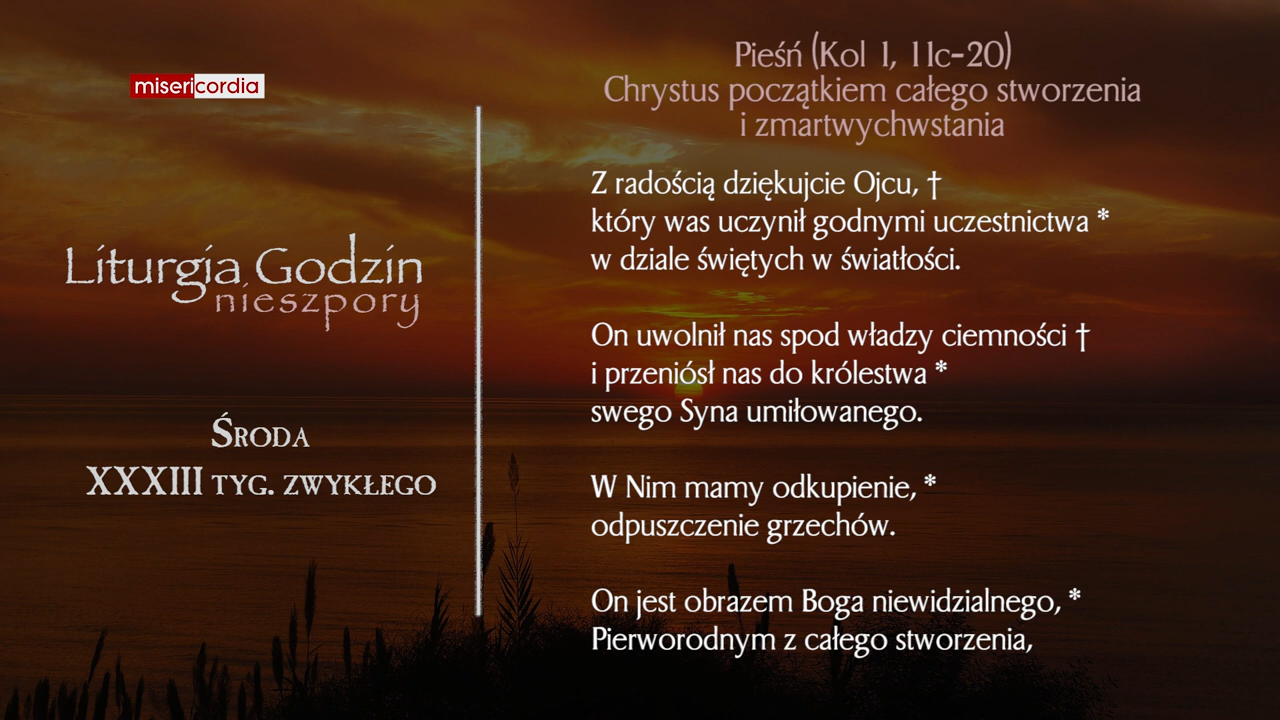 misericordia
Liturgia Godzin
nieszpory
Środa
XXXIII tyg. zwykłego
Pieśń (Kol 1, 11c-20)
Chrystus początkiem całego stworzenia
i zmartwychwstania
Z radością dziękujcie Ojcu, †
który was uczynił godnymi uczestnictwa *
w dziale świętych w światłości.
On uwolnił nas spod władzy ciemności †
i przeniósł nas do królestwa *
swego Syna umiłowanego.
W Nim mamy odkupienie, *
odpuszczenie grzechów.
On jest obrazem Boga niewidzialnego, *
Pierworodnym z całego stworzenia,